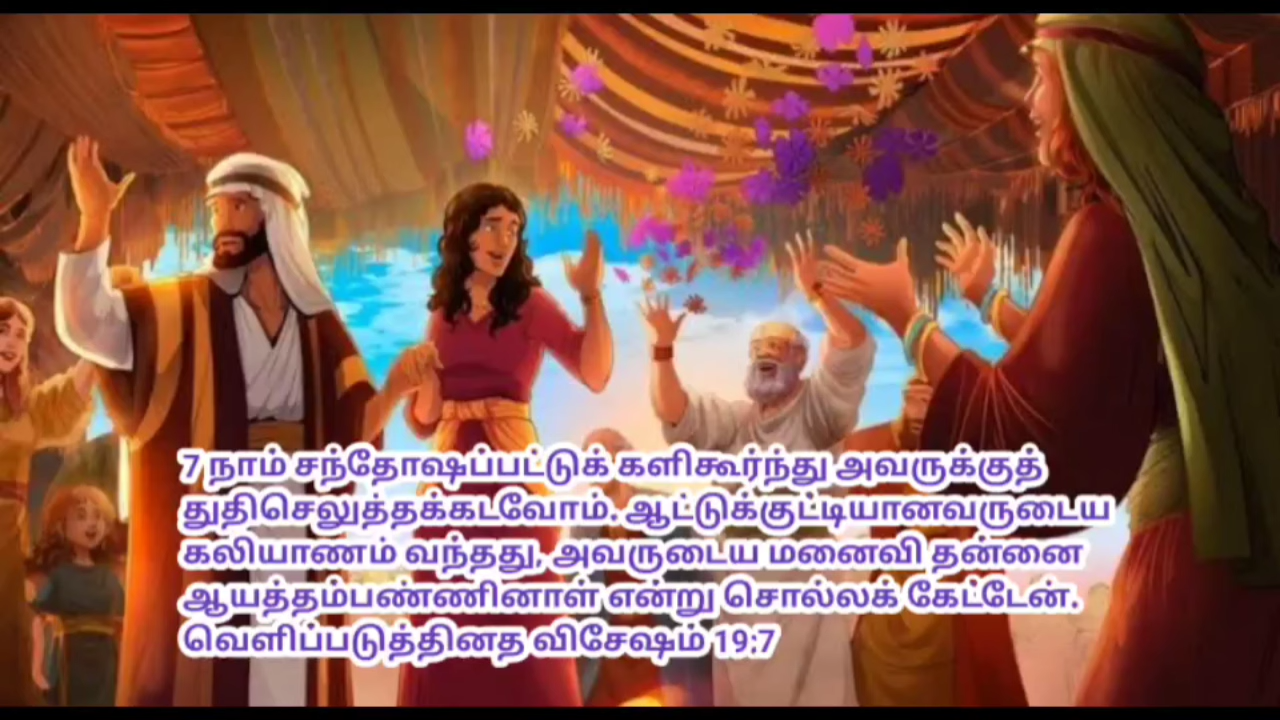 7 நாம் சந்தோஷப்பட்டுக் களிகூர்ந்து அவருக்குத்
துதிசெலுத்தக்கடவோம். ஆட்டுக்குட்டியானவருடைய
கலியாணம் வந்தது, அவருடைய மனைவி தன்னை
ஆயத்தம்பண்ணினாள் என்று சொல்லக் கேட்டேன்.
வெளிப்படுத்தினத விசேஷம் 19:7